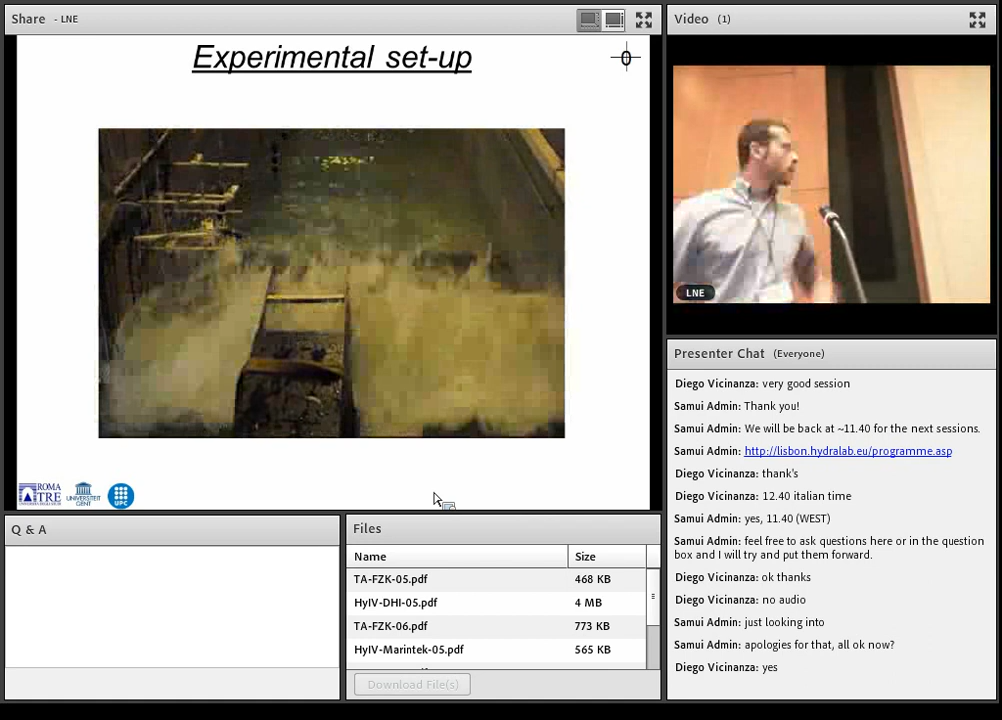 Share - LNE
Experimental set-up
ROMA
TRE
UNIVERSITEIT
GENT
UPC
Q & A
Files
Name Size
TA-FZK-05.pdf 468 KB
HyIV-DHI-05.pdf 4 MB
TA-FZK-06.pdf 773 KB
HyIV-Marintek-05.pdf 565 KB
Download File(s)
Video (1)
LNE
Presenter Chat (Everyone)
Diego Vicinanza: very good session
Samui Admin: Thank you!
Samui Admin: We will be back at ~11.40 for the next sessions.
Samui Admin: http://lisbon.hydralab.eu/programme.asp
Diego Vicinanza: thank's
Diego Vicinanza: 12.40 italian time
Samui Admin: yes, 11.40 (WEST)
Samui Admin: feel free to ask questions here or in the question
box and I will try and put them forward.
Diego Vicinanza: ok thanks
Diego Vicinanza: no audio
Samui Admin: just looking into
Samui Admin: apologies for that, all ok now?
Diego Vicinanza: yes